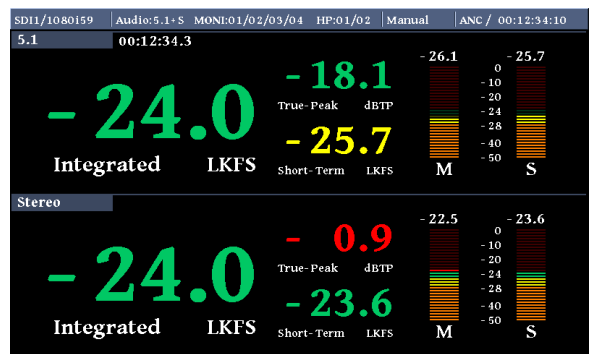 SDI1/1080i59 Audio:5.1+S MONI:01/02/03/04 HP:01/02 Manual ANC/ 00:12:34:10
5.1 00:12:34.3
-24.0
Integrated LKFS
-18.1
True-Peak dBTP
-25.7
Short-Term LKFS
-26.1 -25.7
0
-10
-20
-24
-28
-40
-50
M S
Stereo
-24.0
Integrated LKFS
- 0.9
True-Peak dBTP
-23.6
Short-Term LKFS
-22.5 -23.6
0
-10
-20
-24
-28
-40
-50
M S